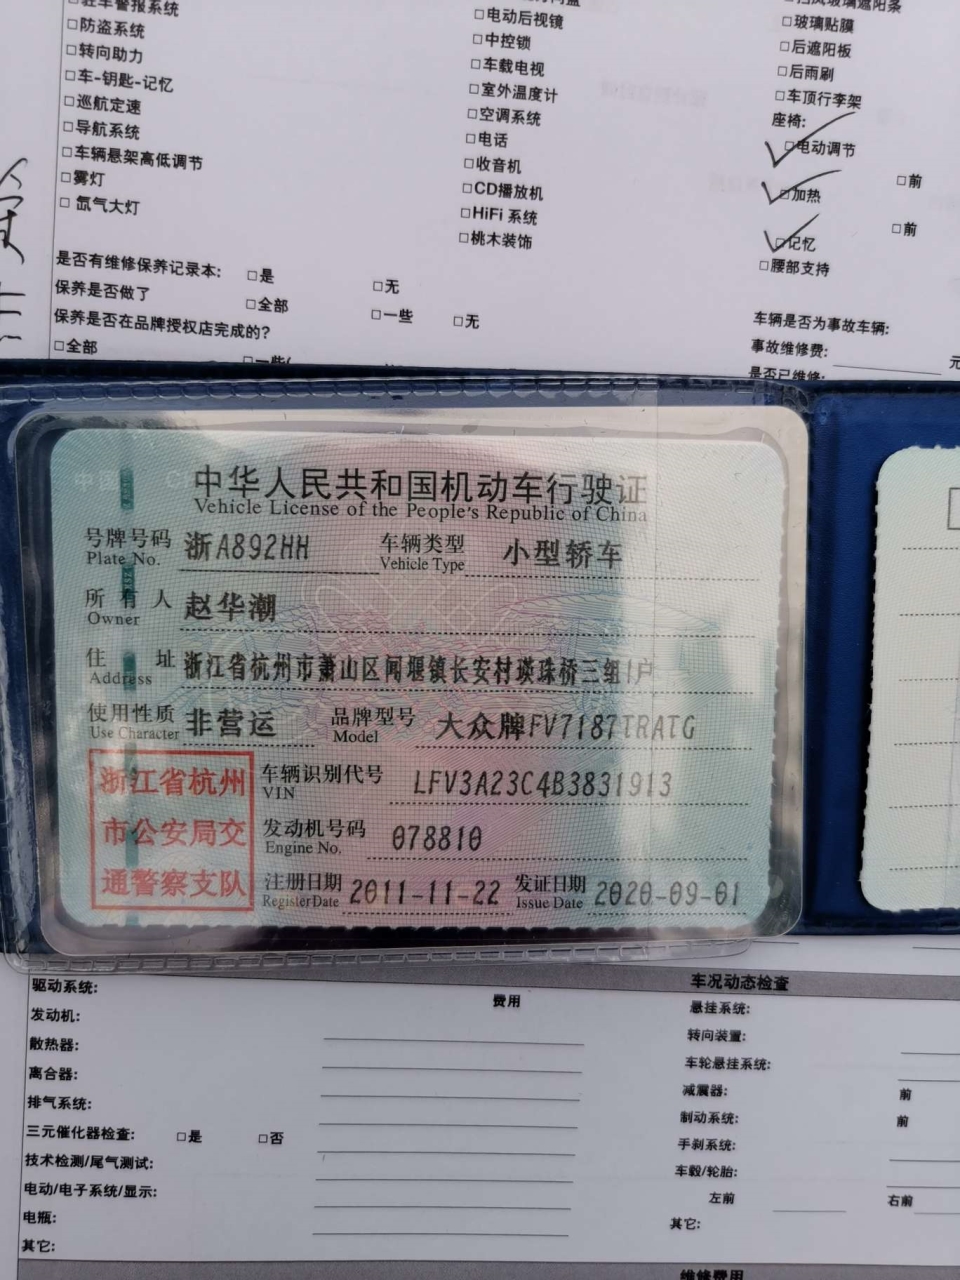 驻车警报系统
防盗系统
转向助力
车-钥匙-记忆
巡航定速
导航系统
车辆悬架高低调节
雾灯
氙气大灯
电动后视镜
中控锁
车载电视
室外温度计
空调系统
电话
收音机
CD播放机
HiFi 系统
桃木装饰
玻璃贴膜
后遮阳板
后雨刷
车顶行李架
座椅:
电动调节 前
加热 前
记忆
腰部支持
是否有维修保养记录本: 是 无
保养是否做了 全部 一些 无
保养是否在品牌授权店完成的?
全部 一些(
车辆是否为事故车辆:
事故维修费: 元
是否已维修:
中华人民共和国机动车行驶证
Vehicle License of the People's Republic of China
号牌号码 浙A892HH 车辆类型 小型轿车
Plate No. Vehicle Type
所有人 赵华潮
Owner
住址 浙江省杭州市萧山区闻堰镇长安村瑛珠桥三组1户
Address
使用性质 非营运 品牌型号 大众牌FV7187TRATG
Use Character Model
浙江省杭州
市公安局交
通警察支队
车辆识别代号 LFV3A23C4B3831913
VIN
发动机号码 078810
Engine No.
注册日期 2011-11-22 发证日期 2020-09-01
Register Date Issue Date
驱动系统: 费用
发动机:
散热器:
离合器:
排气系统:
三元催化器检查: 是 否
技术检测/尾气测试:
电动/电子系统/显示:
电瓶:
其它:
车况动态检查
悬挂系统:
转向装置:
车轮悬挂系统:
减震器: 前
制动系统: 前
手刹系统:
车毂/轮胎:
左前 右前
其它:
维修费用